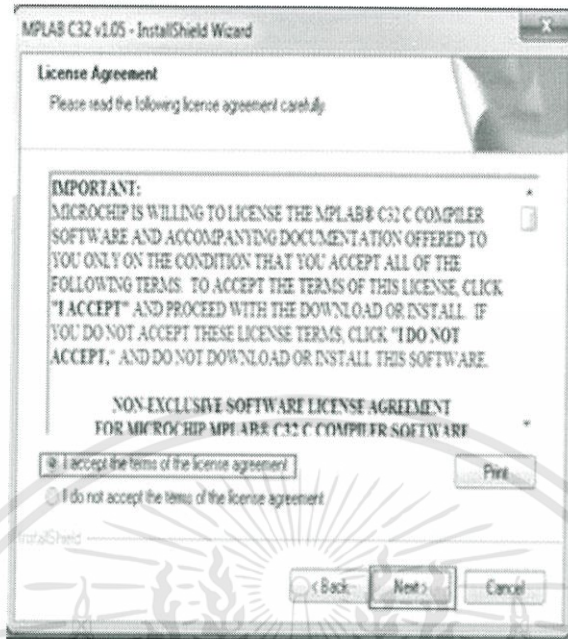 MPLAB C32 v1.05 - InstallShield Wizard
License Agreement
Please read the following license agreement carefully.
IMPORTANT:
MICROCHIP IS WILLING TO LICENSE THE MPLAB® C32 C COMPILER
SOFTWARE AND ACCOMPANYING DOCUMENTATION OFFERED TO
YOU ONLY ON THE CONDITION THAT YOU ACCEPT ALL OF THE
FOLLOWING TERMS. TO ACCEPT THE TERMS OF THIS LICENSE, CLICK
"I ACCEPT" AND PROCEED WITH THE DOWNLOAD OR INSTALL. IF
YOU DO NOT ACCEPT THESE LICENSE TERMS, CLICK "I DO NOT
ACCEPT," AND DO NOT DOWNLOAD OR INSTALL THIS SOFTWARE.
NON-EXCLUSIVE SOFTWARE LICENSE AGREEMENT
FOR MICROCHIP MPLAB® C32 C COMPILER SOFTWARE
I accept the terms of the license agreement
Print
I do not accept the terms of the license agreement
InstallShield
< Back
Next >
Cancel